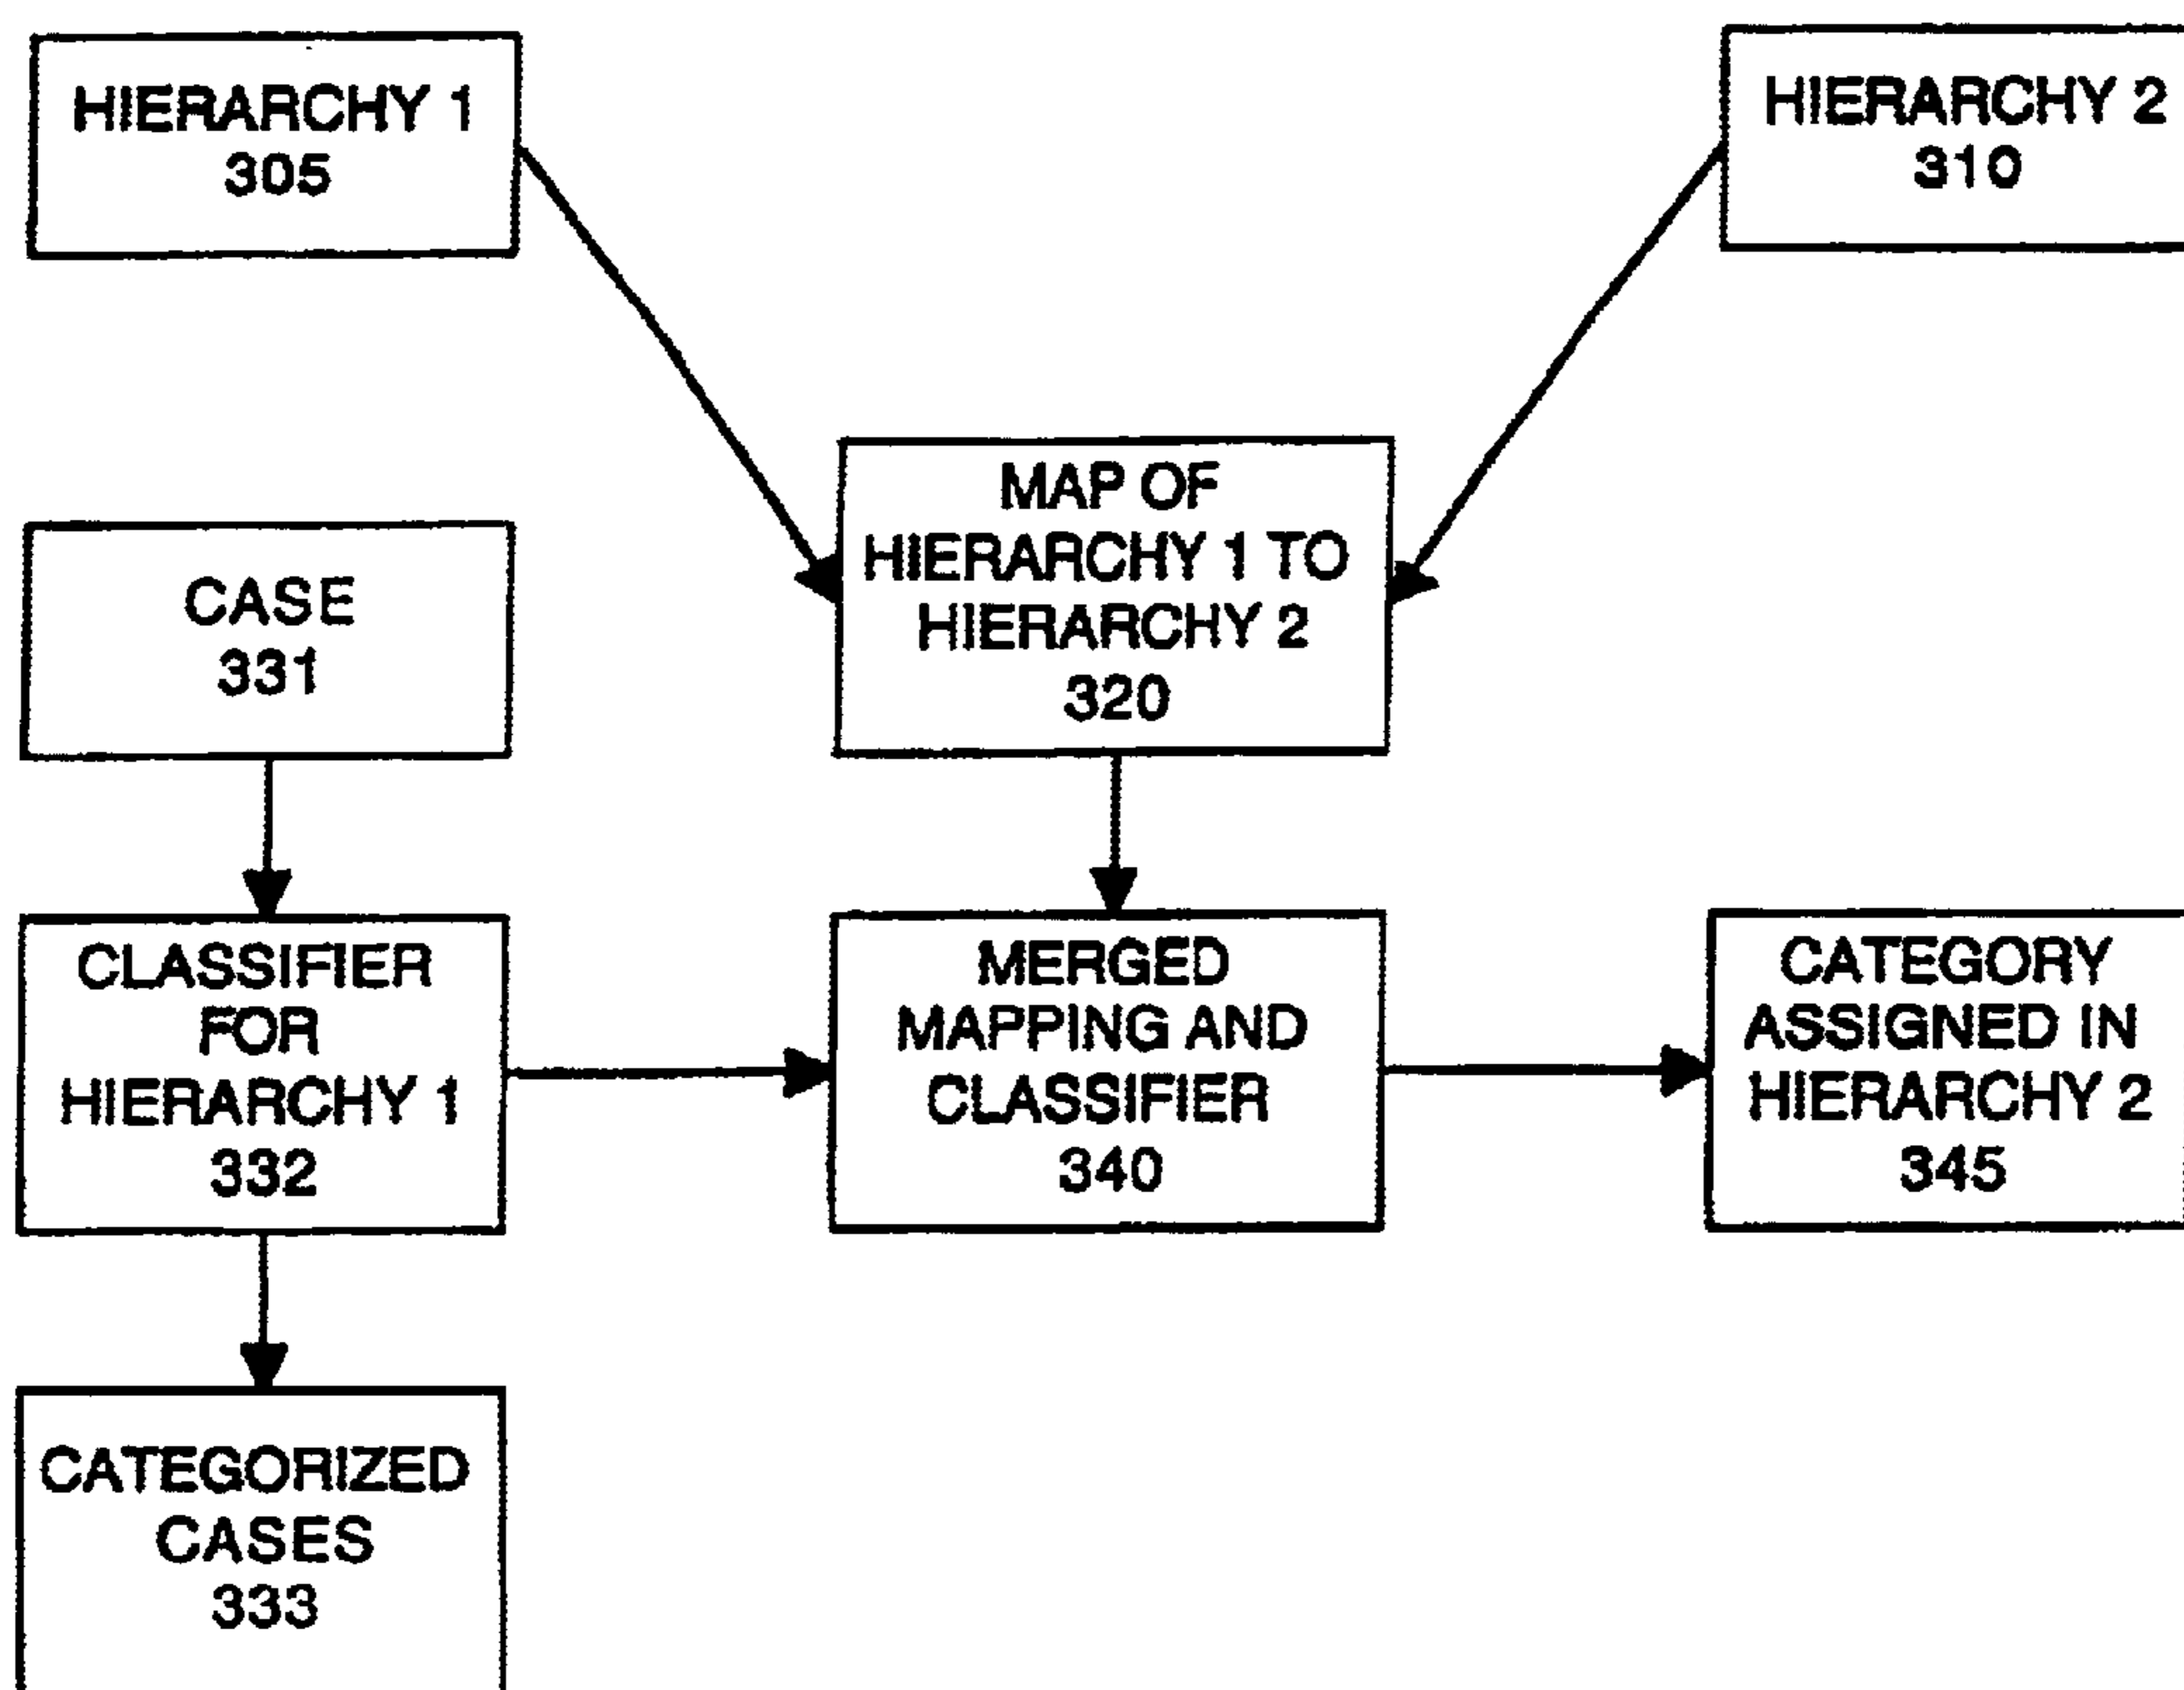 HIERARCHY 1
305
HIERARCHY 2
310
MAP OF
HIERARCHY 1 TO
HIERARCHY 2
320
CASE
331
CLASSIFIER
FOR
HIERARCHY 1
332
MERGED
MAPPING AND
CLASSIFIER
340
CATEGORY
ASSIGNED IN
HIERARCHY 2
345
CATEGORIZED
CASES
333